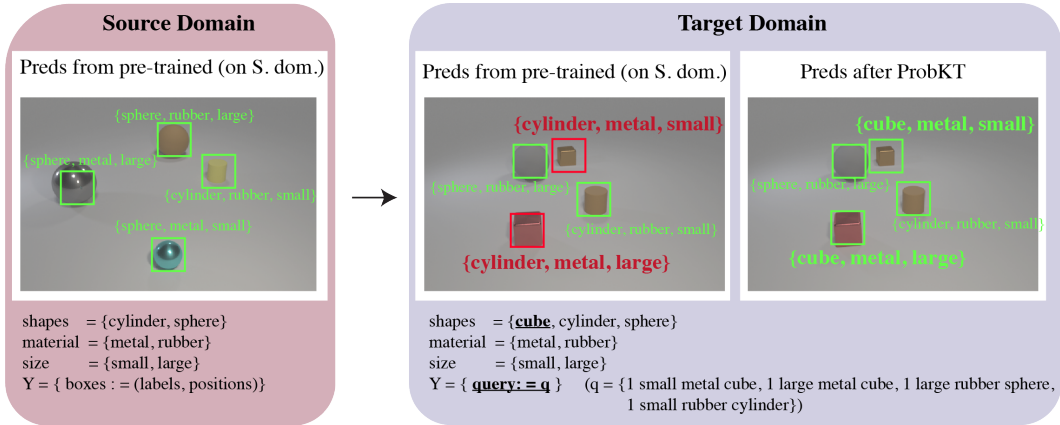 Source Domain
Preds from pre-trained (on S. dom.)
{sphere, rubber, large}
{sphere, metal, large}
{cylinder, rubber, small}
{sphere, metal, small}
shapes = {cylinder, sphere}
material = {metal, rubber}
size = {small, large}
Y = { boxes : = (labels, positions)}
Target Domain
Preds from pre-trained (on S. dom.)
{cylinder, metal, small}
{sphere, rubber, large}
{cylinder, rubber, small}
{cylinder, metal, large}
Preds after ProbKT
{cube, metal, small}
{sphere, rubber, large}
{cylinder, rubber, small}
{cube, metal, large}
shapes = {cube, cylinder, sphere}
material = {metal, rubber}
size = {small, large}
Y = { query: = q } (q = {1 small metal cube, 1 large metal cube, 1 large rubber sphere,
1 small rubber cylinder})